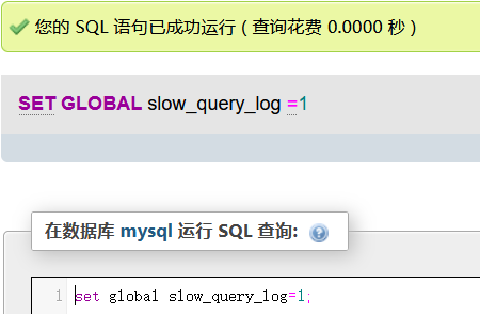 您的 SQL 语句已成功运行 ( 查询花费 0.0000 秒 )
SET GLOBAL slow_query_log =1
在数据库 mysql 运行 SQL 查询:
1 set global slow_query_log=1;